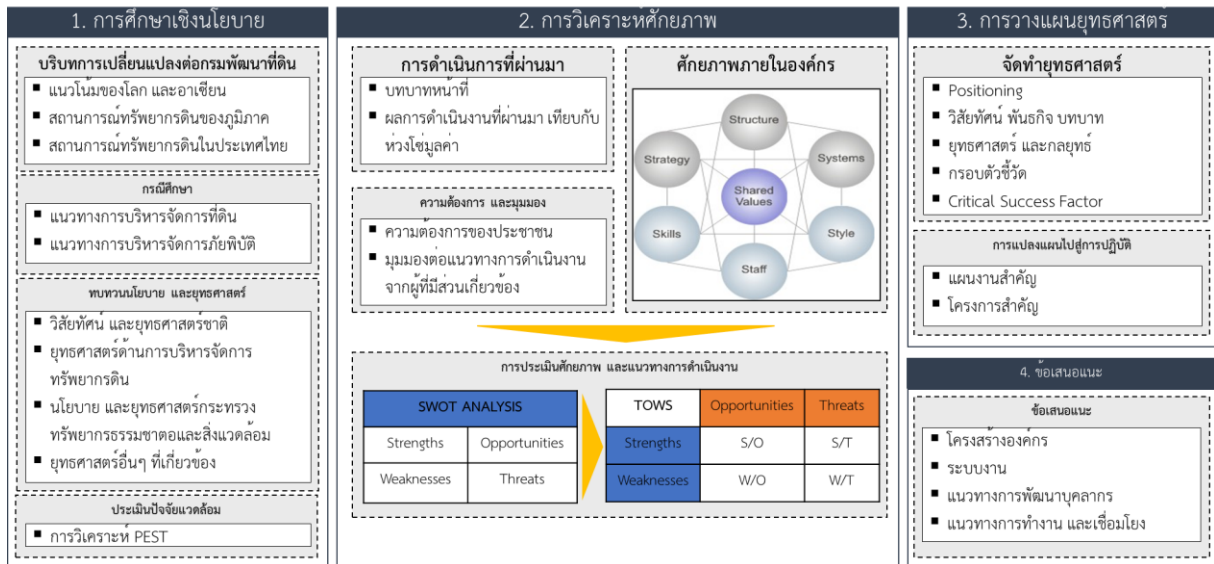 1. การศึกษาเชิงนโยบาย
บริบทการเปลี่ยนแปลงต่อกรมพัฒนาที่ดิน
แนวโน้มของโลก และอาเซียน
สถานการณ์ทรัพยากรดินของภูมิภาค
สถานการณ์ทรัพยากรดินในประเทศไทย
กรณีศึกษา
แนวทางการบริหารจัดการที่ดิน
แนวทางการบริหารจัดการภัยพิบัติ
ทบทวนนโยบาย และยุทธศาสตร์
วิสัยทัศน์ และยุทธศาสตร์ชาติ
ยุทธศาสตร์ด้านการบริหารจัดการ
ทรัพยากรดิน
นโยบาย และยุทธศาสตร์กระทรวง
ทรัพยากรธรรมชาตอและสิ่งแวดล้อม
ยุทธศาสตร์อื่นๆ ที่เกี่ยวข้อง
ประเมินปัจจัยแวดล้อม
การวิเคราะห์ PEST
2. การวิเคราะห์ศักยภาพ
การดำเนินการที่ผ่านมา
บทบาทหน้าที่
ผลการดำเนินงานที่ผ่านมา เทียบกับ
ห่วงโซ่มูลค่า
ความต้องการ และมุมมอง
ความต้องการของประชาชน
มุมมองต่อแนวทางการดำเนินงาน
จากผู้ที่มีส่วนเกี่ยวข้อง
ศักยภาพภายในองค์กร
Structure
Strategy
Systems
Shared
Values
Skills
Style
Staff
การประเมินศักยภาพ และแนวทางการดำเนินงาน
SWOT ANALYSIS
Strengths
Opportunities
Weaknesses
Threats
TOWS
Opportunities
Threats
Strengths
S/O
S/T
Weaknesses
W/O
W/T
3. การวางแผนยุทธศาสตร์
จัดทำยุทธศาสตร์
Positioning
วิสัยทัศน์ พันธกิจ บทบาท
ยุทธศาสตร์ และกลยุทธ์
กรอบตัวชี้วัด
Critical Success Factor
การแปลงแผนไปสู่การปฏิบัติ
แผนงานสำคัญ
โครงการสำคัญ
4. ข้อเสนอแนะ
ข้อเสนอแนะ
โครงสร้างองค์กร
ระบบงาน
แนวทางการพัฒนาบุคลากร
แนวทางการทำงาน และเชื่อมโยง